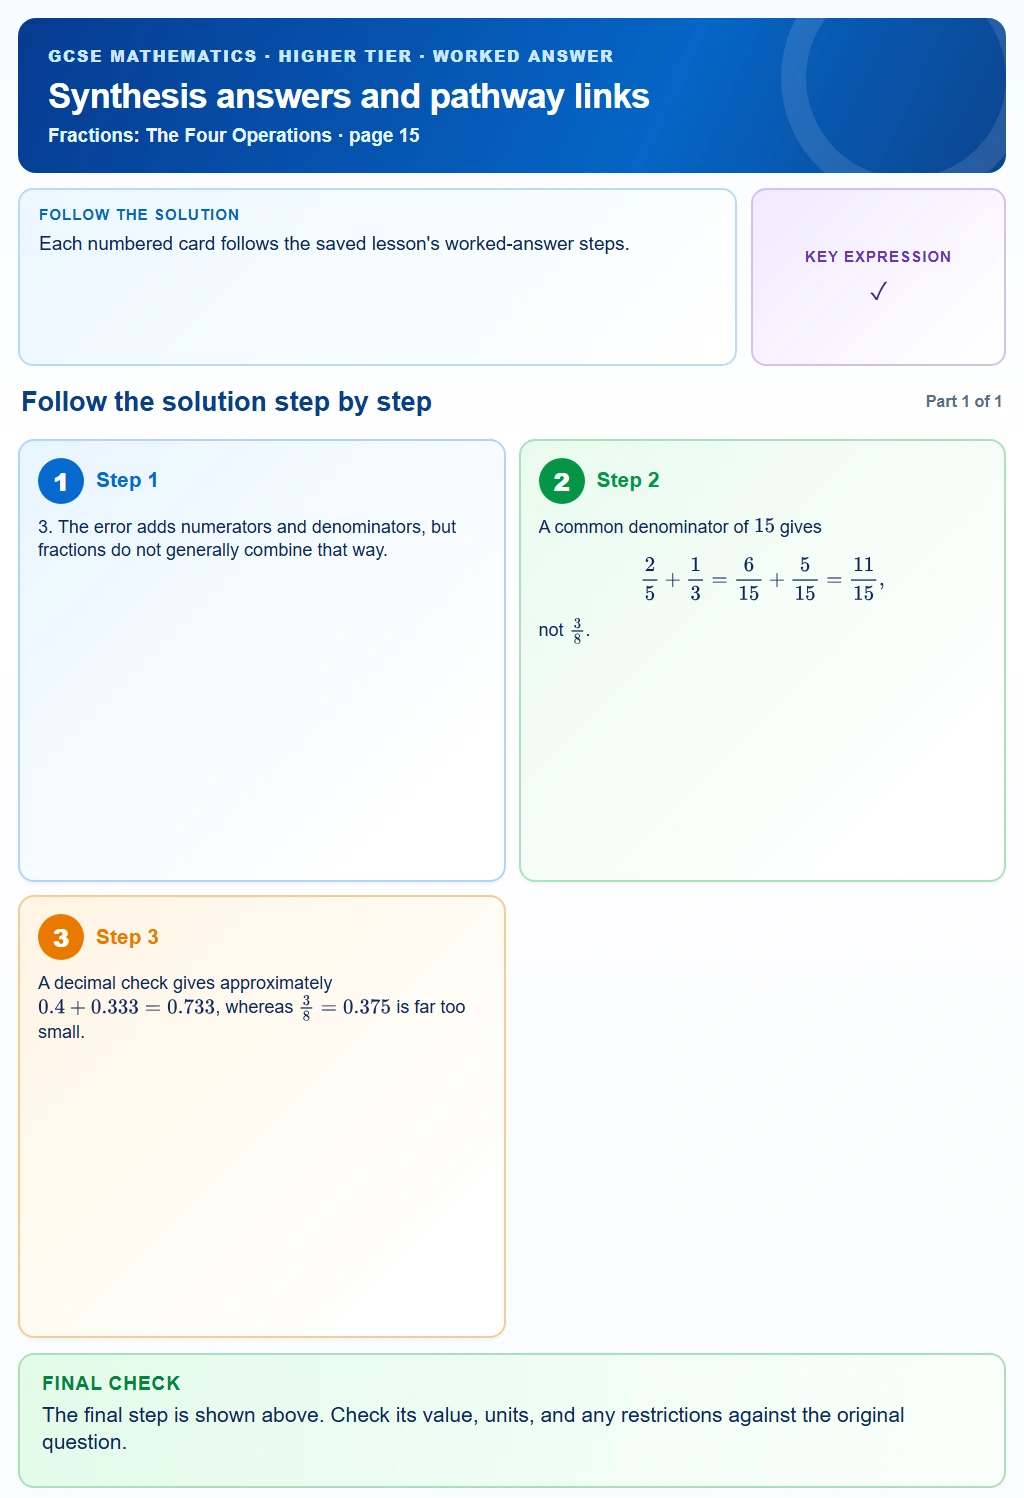 GCSE MATHEMATICS · HIGHER TIER · WORKED ANSWER
Synthesis answers and pathway links
Fractions: The Four Operations · page 15
FOLLOW THE SOLUTION
Each numbered card follows the saved lesson's worked-answer steps.
KEY EXPRESSION
✓
Follow the solution step by step
Part 1 of 1
1 Step 1
3. The error adds numerators and denominators, but
fractions do not generally combine that way.
2 Step 2
A common denominator of 15 gives
2/5 + 1/3 = 6/15 + 5/15 = 11/15,
not 3/8.
3 Step 3
A decimal check gives approximately
0.4 + 0.333 = 0.733, whereas 3/8 = 0.375 is far too
small.
FINAL CHECK
The final step is shown above. Check its value, units, and any restrictions against the original
question.